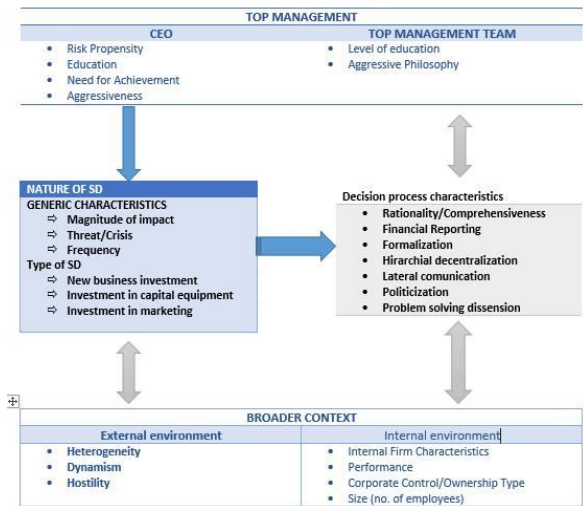 TOP MANAGEMENT
CEO
• Risk Propensity
• Education
• Need for Achievement
• Aggressiveness
TOP MANAGEMENT TEAM
• Level of education
• Aggressive Philosophy
NATURE OF SD
GENERIC CHARACTERISTICS
⇨ Magnitude of impact
⇨ Threat/Crisis
⇨ Frequency
Type of SD
⇨ New business investment
⇨ Investment in capital equipment
⇨ Investment in marketing
Decision process characteristics
• Rationality/Comprehensiveness
• Financial Reporting
• Formalization
• Hirarchial decentralization
• Lateral comunication
• Politicization
• Problem solving dissension
BROADER CONTEXT
External environment
• Heterogeneity
• Dynamism
• Hostility
Internal environment
• Internal Firm Characteristics
• Performance
• Corporate Control/Ownership Type
• Size (no. of employees)